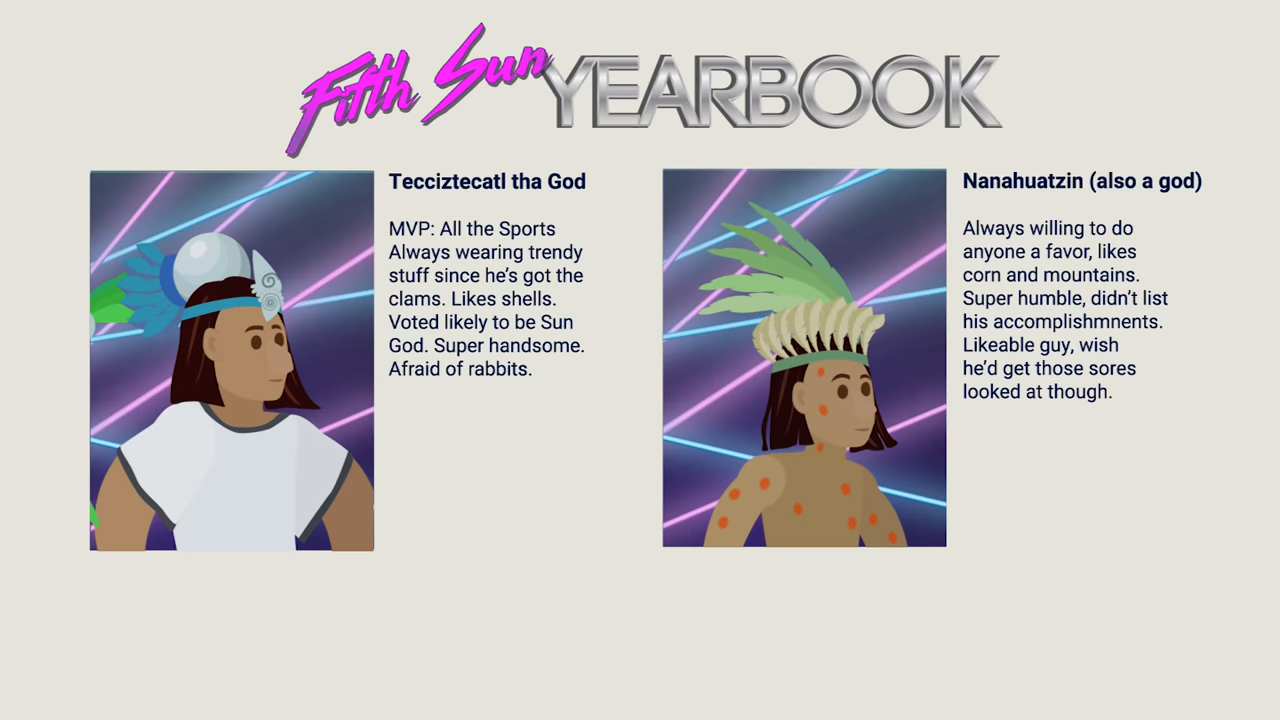 Fifth Sun YEARBOOK
Tecciztecatl tha God
MVP: All the Sports
Always wearing trendy
stuff since he's got the
clams. Likes shells.
Voted likely to be Sun
God. Super handsome.
Afraid of rabbits.
Nanahuatzin (also a god)
Always willing to do
anyone a favor, likes
corn and mountains.
Super humble, didn't list
his accomplishmnents.
Likeable guy, wish
he'd get those sores
looked at though.